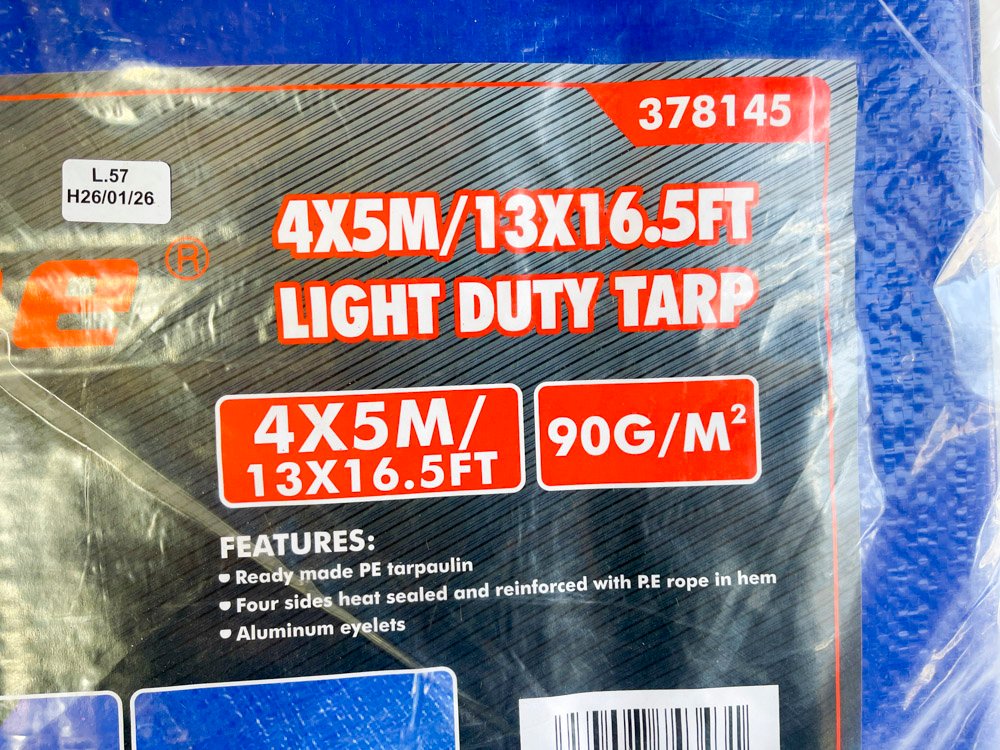 378145
L.57
H26/01/26
4X5M/13X16.5FT
LIGHT DUTY TARP
®
4X5M/
13X16.5FT
90G/M²
FEATURES:
Ready made PE tarpaulin
Four sides heat sealed and reinforced with P.E rope in hem
Aluminum eyelets